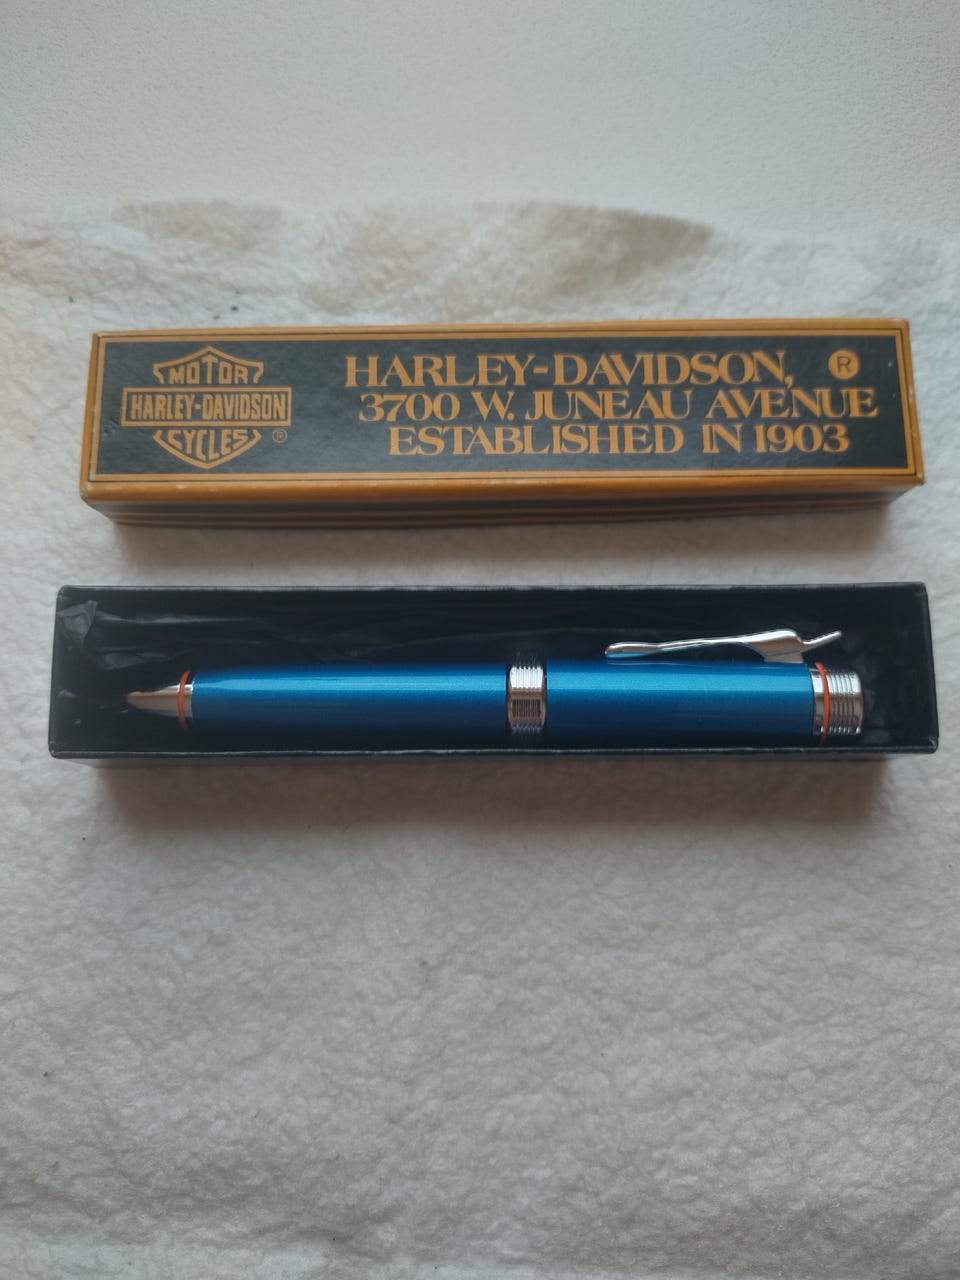 MOTOR
HARLEY-DAVIDSON
CYCLES ®
HARLEY-DAVIDSON, ®
3700 W. JUNEAU AVENUE
ESTABLISHED IN 1903